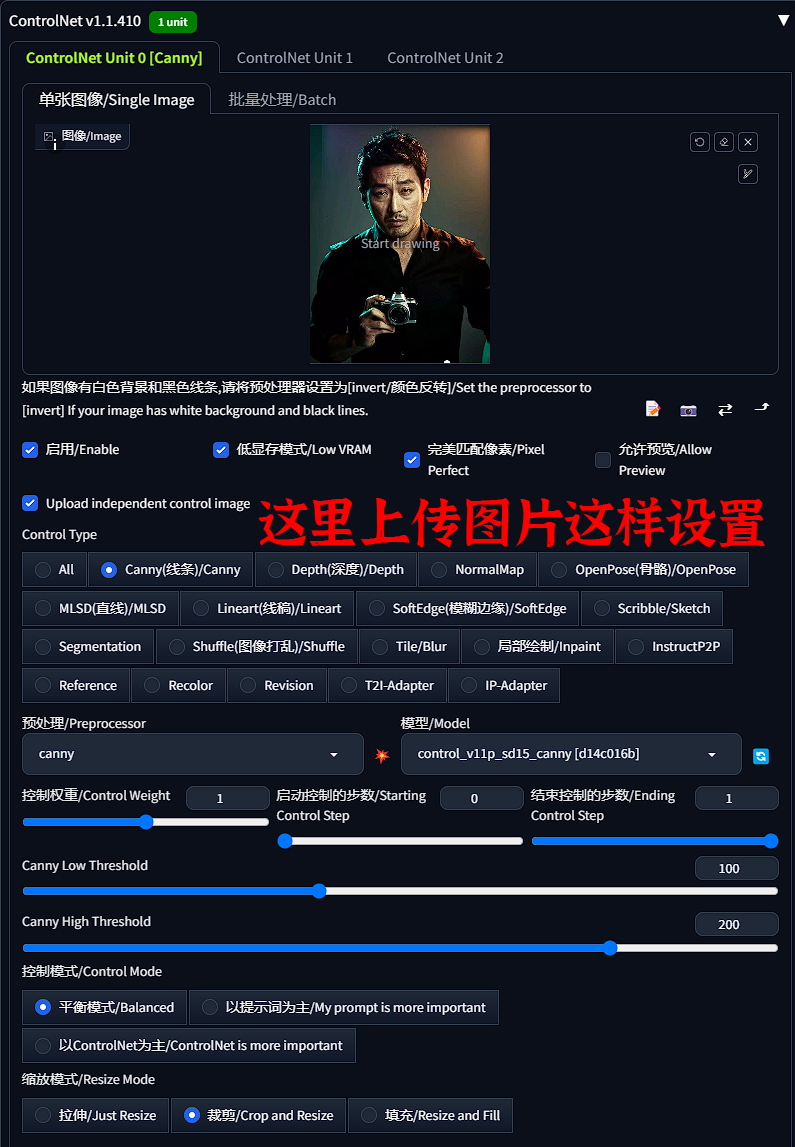 ControlNet v1.1.410 1 unit
ControlNet Unit 0 [Canny] ControlNet Unit 1 ControlNet Unit 2
单张图像/Single Image 批量处理/Batch
图像/Image
Start drawing
如果图像有白色背景和黑色线条,请将预处理器设置为[invert/颜色反转]/Set the preprocessor to
[invert] If your image has white background and black lines.
启用/Enable 低显存模式/Low VRAM 完美匹配像素/Pixel Perfect 允许预览/Allow Preview
Upload independent control image
这里上传图片这样设置
Control Type
All Canny(线条)/Canny Depth(深度)/Depth NormalMap OpenPose(骨骼)/OpenPose
MLSD(直线)/MLSD Lineart(线稿)/Lineart SoftEdge(模糊边缘)/SoftEdge Scribble/Sketch
Segmentation Shuffle(图像打乱)/Shuffle Tile/Blur 局部绘制/Inpaint InstructP2P
Reference Recolor Revision T2I-Adapter IP-Adapter
预处理/Preprocessor 模型/Model
canny control_v11p_sd15_canny [d14c016b]
控制权重/Control Weight 1 启动控制的步数/Starting Control Step 0 结束控制的步数/Ending Control Step 1
Canny Low Threshold 100
Canny High Threshold 200
控制模式/Control Mode
平衡模式/Balanced 以提示词为主/My prompt is more important
以ControlNet为主/ControlNet is more important
缩放模式/Resize Mode
拉伸/Just Resize 裁剪/Crop and Resize 填充/Resize and Fill